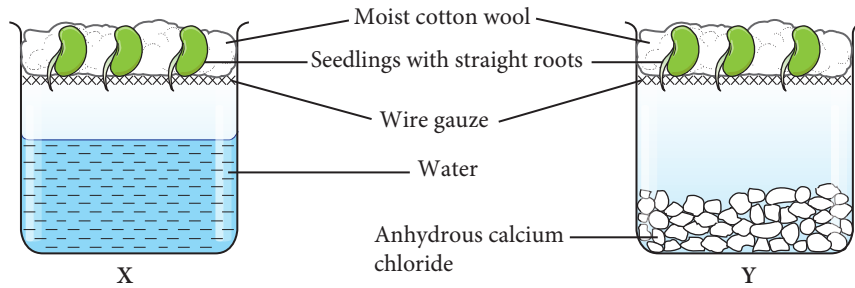 Moist cotton wool
Seedlings with straight roots
Wire gauze
Water
Anhydrous calcium
chloride
X
Y